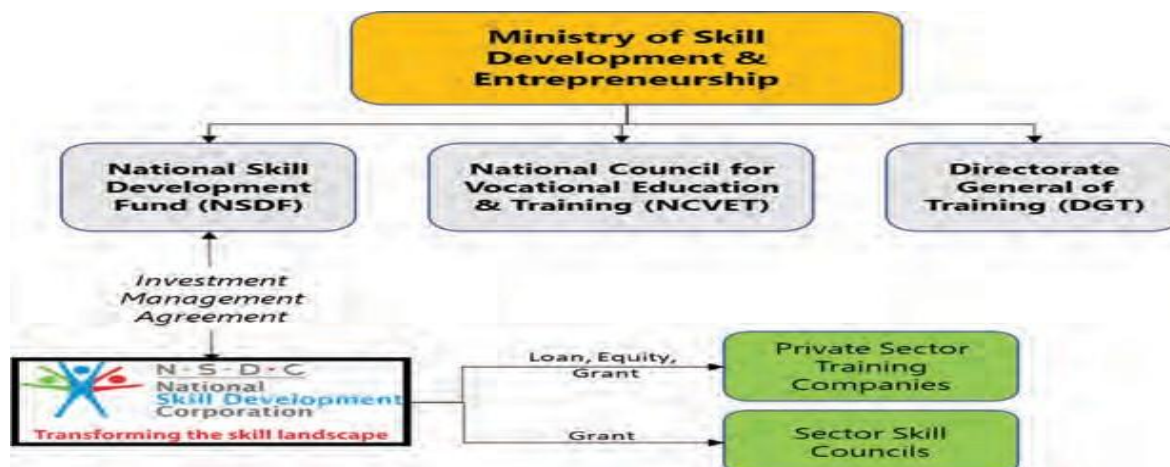 Ministry of Skill
Development &
Entrepreneurship
National Skill
Development
Fund (NSDF)
National Council for
Vocational Education
& Training (NCVET)
Directorate
General of
Training (DGT)
Investment
Management
Agreement
N·S·D·C
National
Skill Development
Corporation
Transforming the skill landscape
Loan, Equity,
Grant
Private Sector
Training
Companies
Grant
Sector Skill
Councils